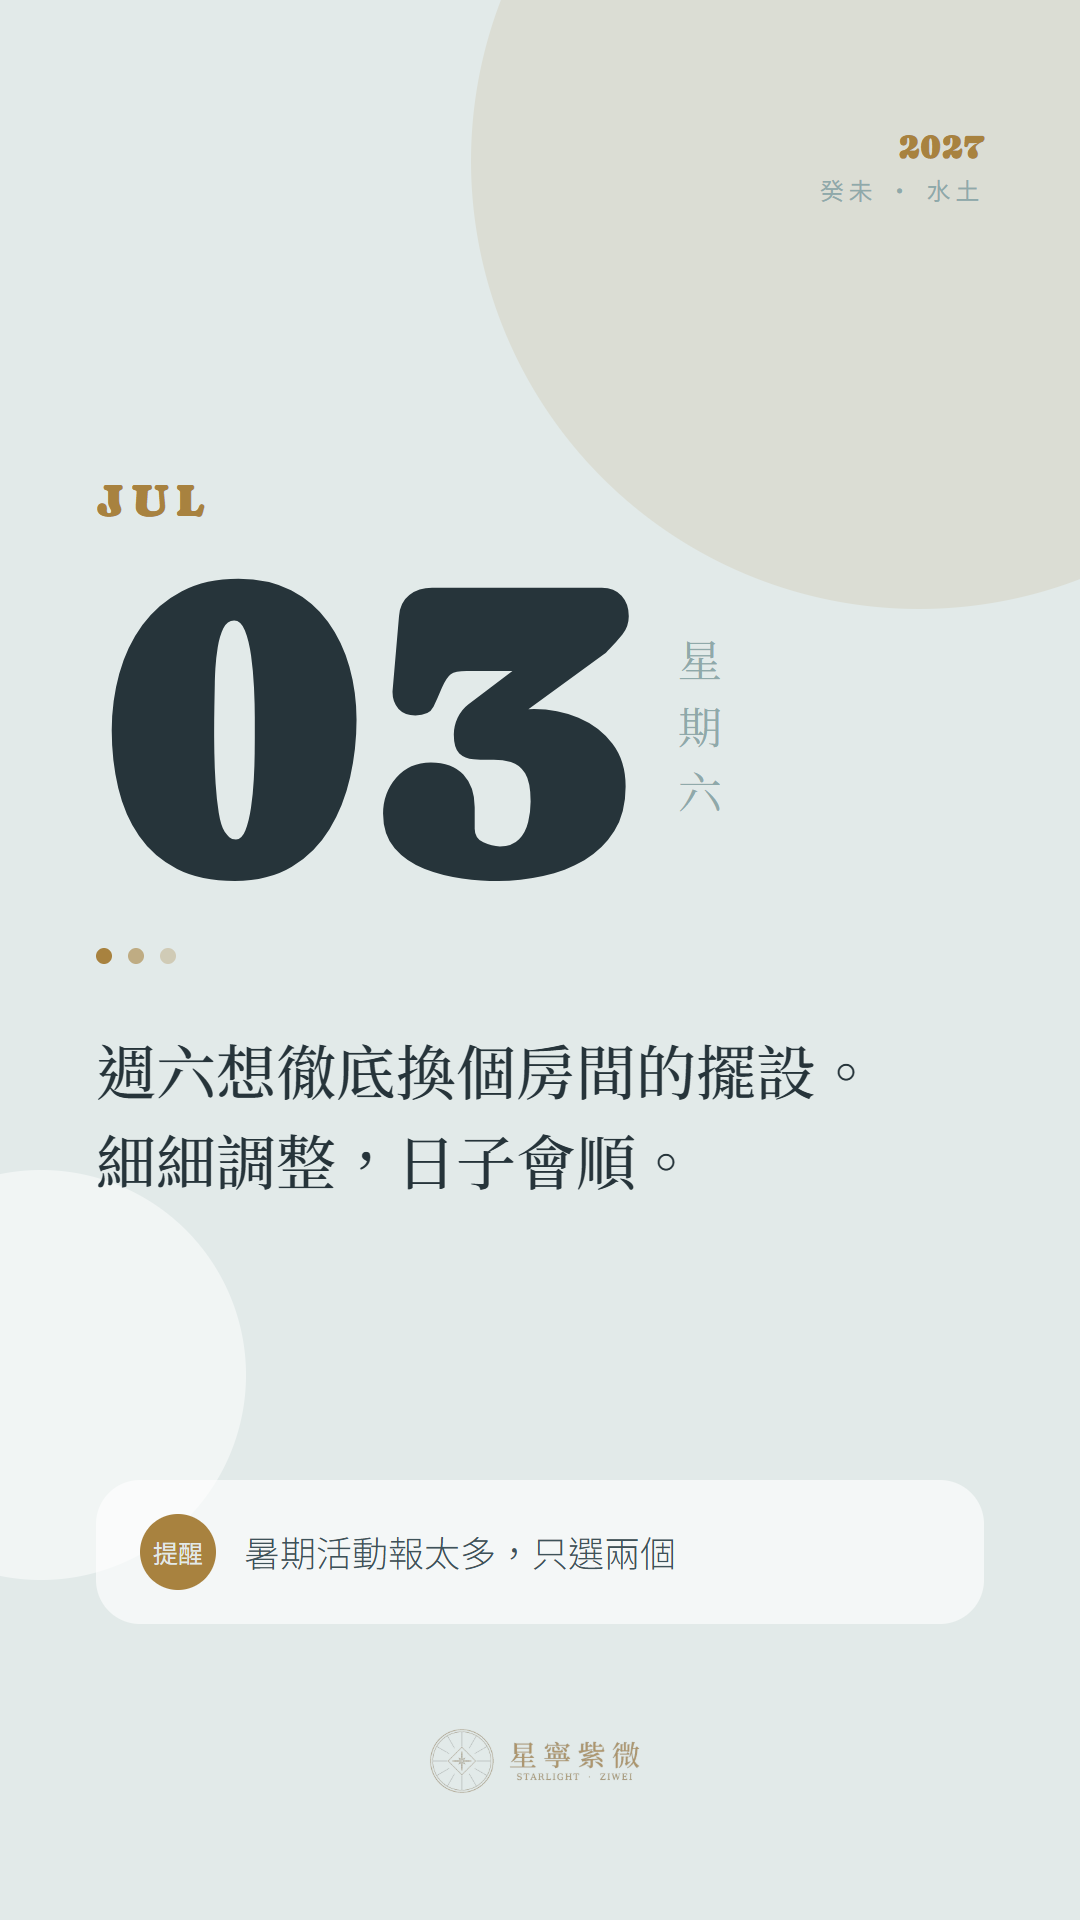 2027
癸未 · 水土
JUL
03
星期六
週六想徹底換個房間的擺設。
細細調整，日子會順。
提醒
暑期活動報太多，只選兩個
星寧紫微
STARLIGHT · ZIWEI